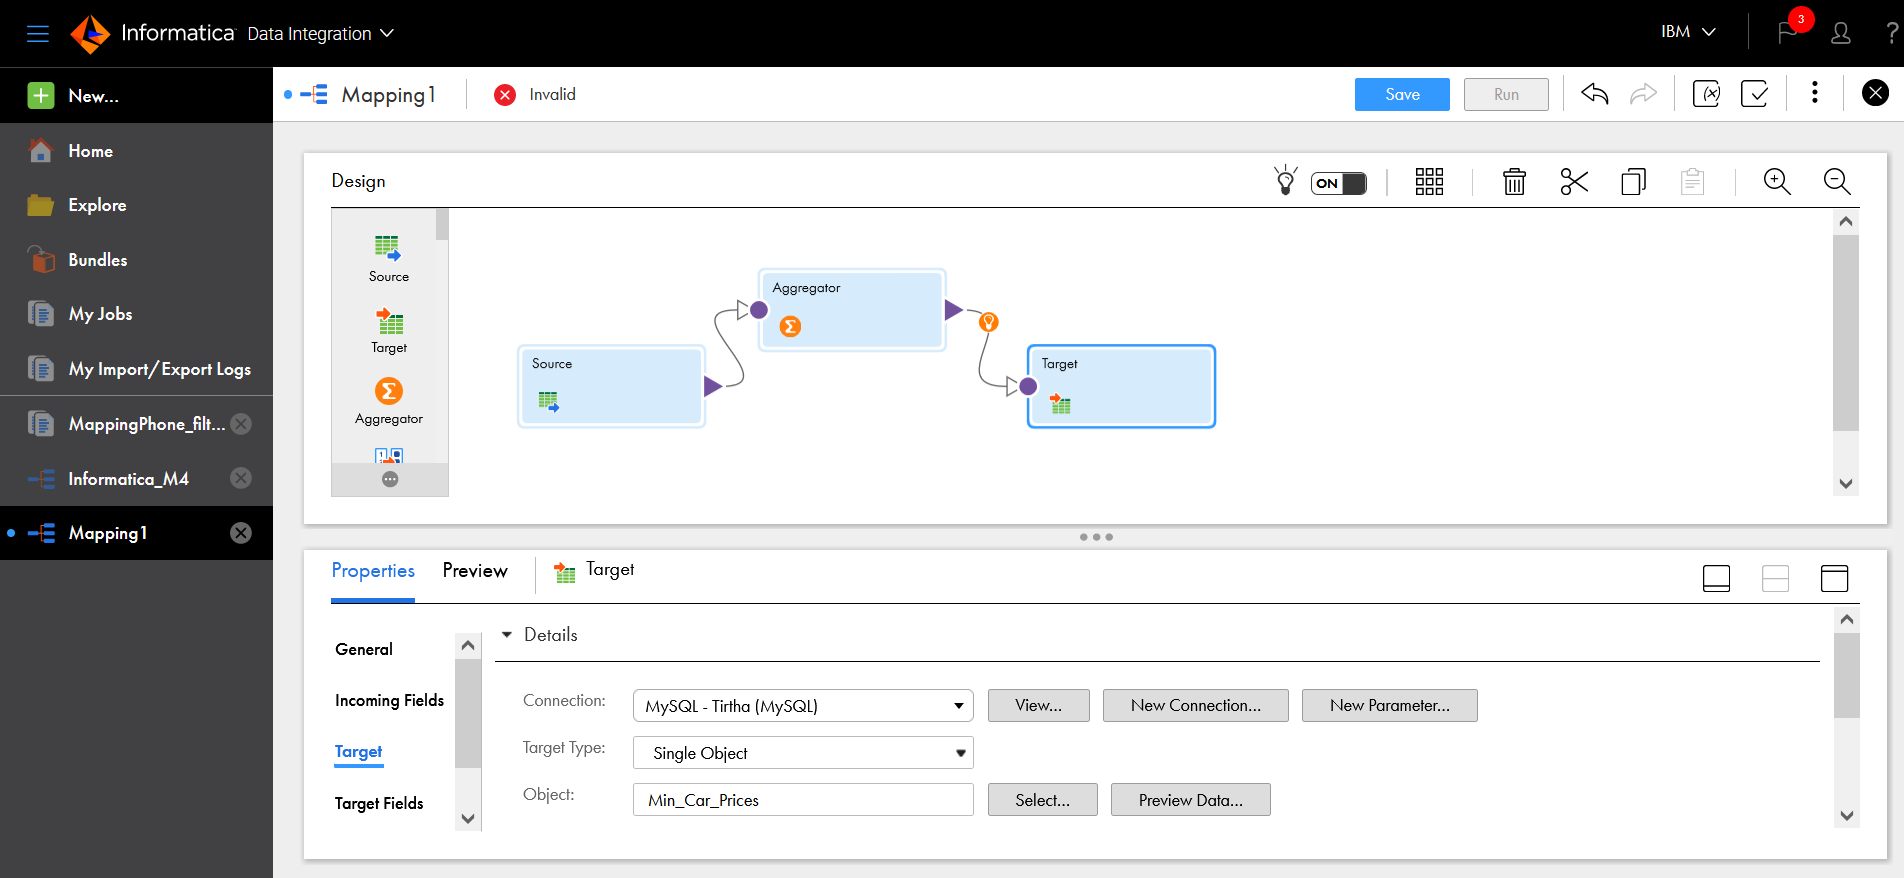 Informatica Data Integration
IBM
3
?
New...
Home
Explore
Bundles
My Jobs
My Import/Export Logs
MappingPhone_filt...
Informatica_M4
Mapping1
Mapping1
Invalid
Save
Run
(x)
Design
ON
Source
Target
Aggregator
Source
Aggregator
Target
Properties
Preview
Target
General
Incoming Fields
Target
Target Fields
Details
Connection: MySQL - Tirtha (MySQL) View... New Connection... New Parameter...
Target Type: Single Object
Object: Min_Car_Prices Select... Preview Data...